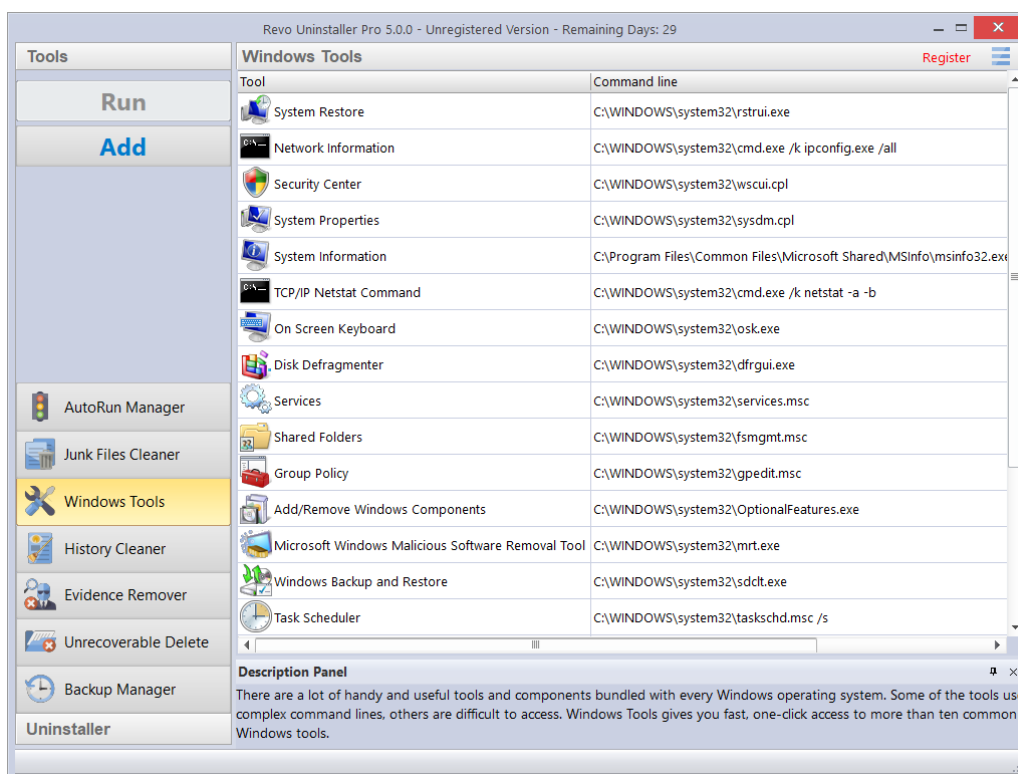 Revo Uninstaller Pro 5.0.0 - Unregistered Version - Remaining Days: 29
Tools
Run
Add
AutoRun Manager
Junk Files Cleaner
Windows Tools
History Cleaner
Evidence Remover
Unrecoverable Delete
Backup Manager
Uninstaller
Windows Tools
Register
Tool Command line
System Restore C:\WINDOWS\system32\rstrui.exe
Network Information C:\WINDOWS\system32\cmd.exe /k ipconfig.exe /all
Security Center C:\WINDOWS\system32\wscui.cpl
System Properties C:\WINDOWS\system32\sysdm.cpl
System Information C:\Program Files\Common Files\Microsoft Shared\MSInfo\msinfo32.exe
TCP/IP Netstat Command C:\WINDOWS\system32\cmd.exe /k netstat -a -b
On Screen Keyboard C:\WINDOWS\system32\osk.exe
Disk Defragmenter C:\WINDOWS\system32\dfrgui.exe
Services C:\WINDOWS\system32\services.msc
Shared Folders C:\WINDOWS\system32\fsmgmt.msc
Group Policy C:\WINDOWS\system32\gpedit.msc
Add/Remove Windows Components C:\WINDOWS\system32\OptionalFeatures.exe
Microsoft Windows Malicious Software Removal Tool C:\WINDOWS\system32\mrt.exe
Windows Backup and Restore C:\WINDOWS\system32\sdclt.exe
Task Scheduler C:\WINDOWS\system32\taskschd.msc /s
Description Panel
There are a lot of handy and useful tools and components bundled with every Windows operating system. Some of the tools us
complex command lines, others are difficult to access. Windows Tools gives you fast, one-click access to more than ten common
Windows tools.